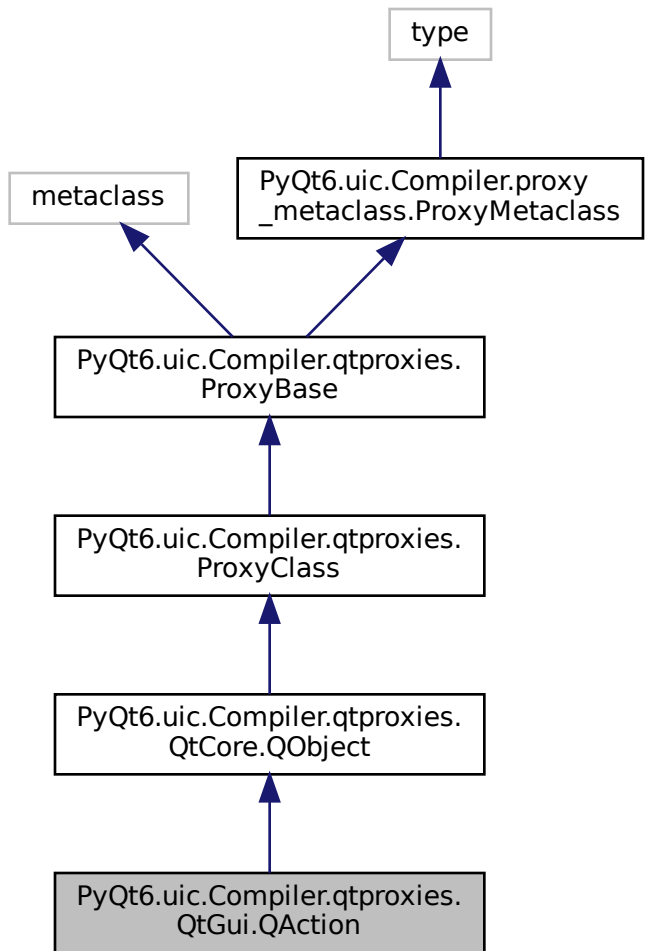 type
PyQt6.uic.Compiler.proxy
_metaclass.ProxyMetaclass
metaclass
PyQt6.uic.Compiler.qtproxies.
ProxyBase
PyQt6.uic.Compiler.qtproxies.
ProxyClass
PyQt6.uic.Compiler.qtproxies.
QtCore.QObject
PyQt6.uic.Compiler.qtproxies.
QtGui.QAction